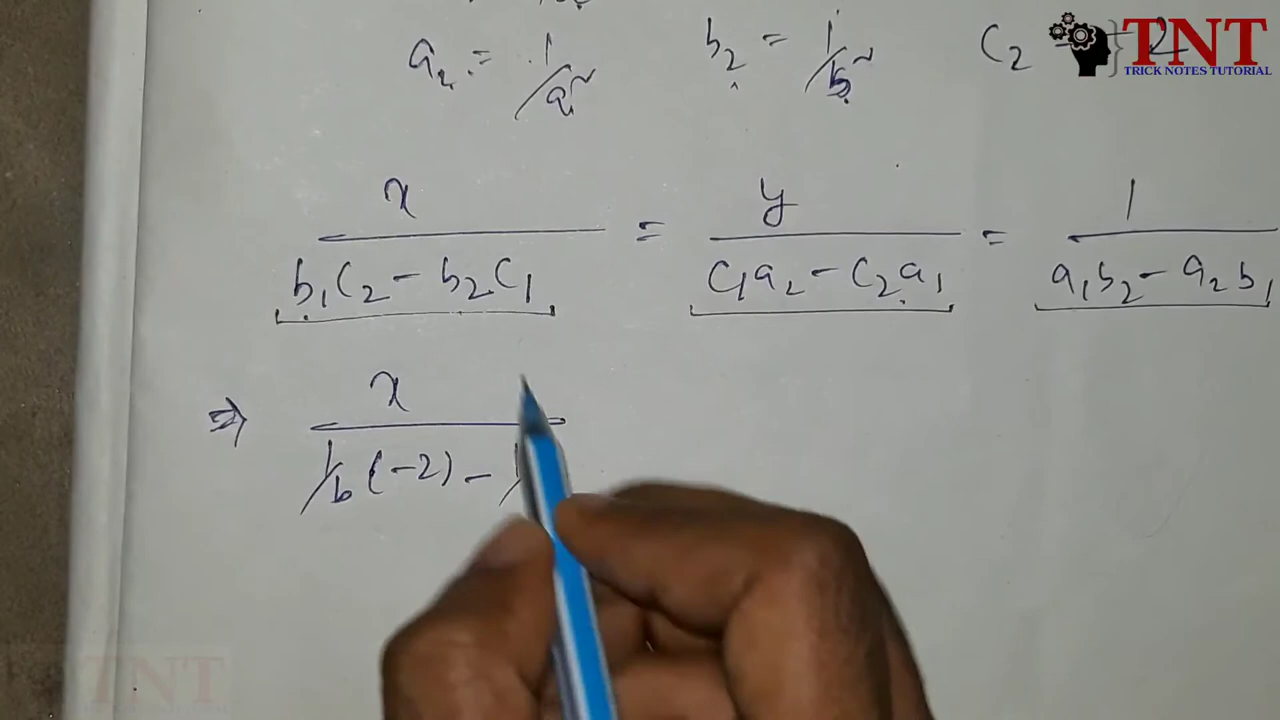 a₂ = 1/a² b₂ = 1/b² C₂
TNT
TRICK NOTES TUTORIAL
x/(b₁C₂ - b₂C₁) = y/(C₁a₂ - C₂a₁) = 1/(a₁b₂ - a₂b₁)
⇒ x/(1/b (-2) - 1/
TNT